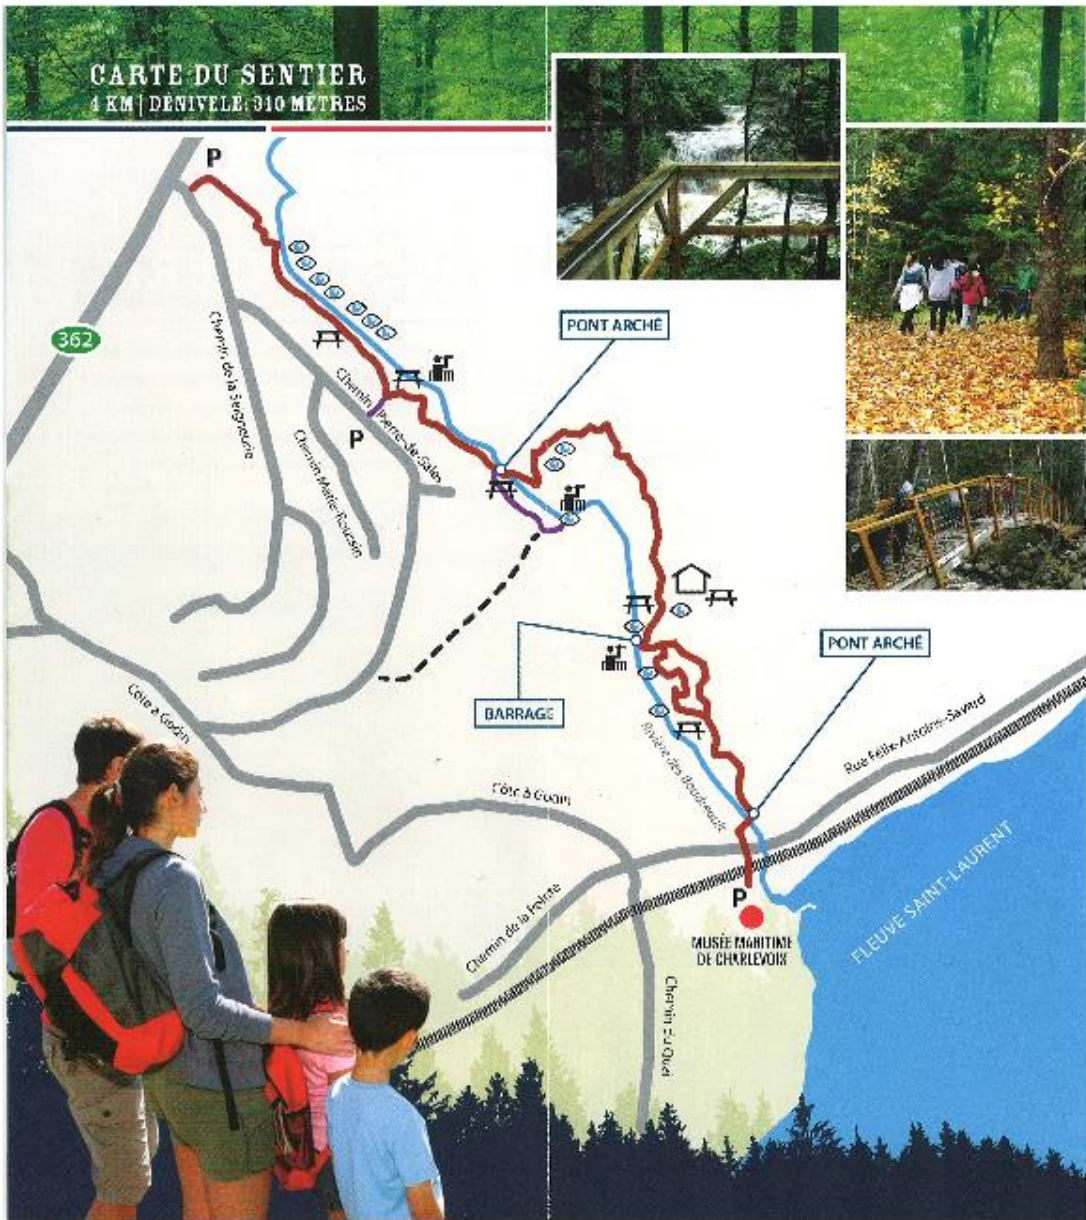 CARTE DU SENTIER
4 KM | DÉNIVELÉ: 310 MÈTRES
P
362
PONT ARCHÉ
Chemin de la Seigneurie
Chemin Pierre-de-Sales
P
Chemin Marie-Roussin
PONT ARCHÉ
BARRAGE
Côte à Godin
Rivière des Boudreault
Rue Félix-Antoine-Savard
Côte à Godin
FLEUVE SAINT-LAURENT
Chemin de la Pointe
P
MUSÉE MARITIME
DE CHARLEVOIX
Chemin du Quai